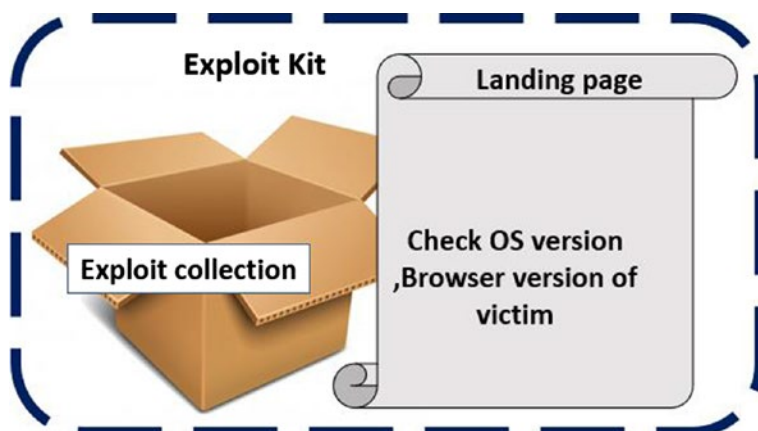 Exploit Kit
Landing page
Exploit collection
Check OS version
,Browser version of
victim